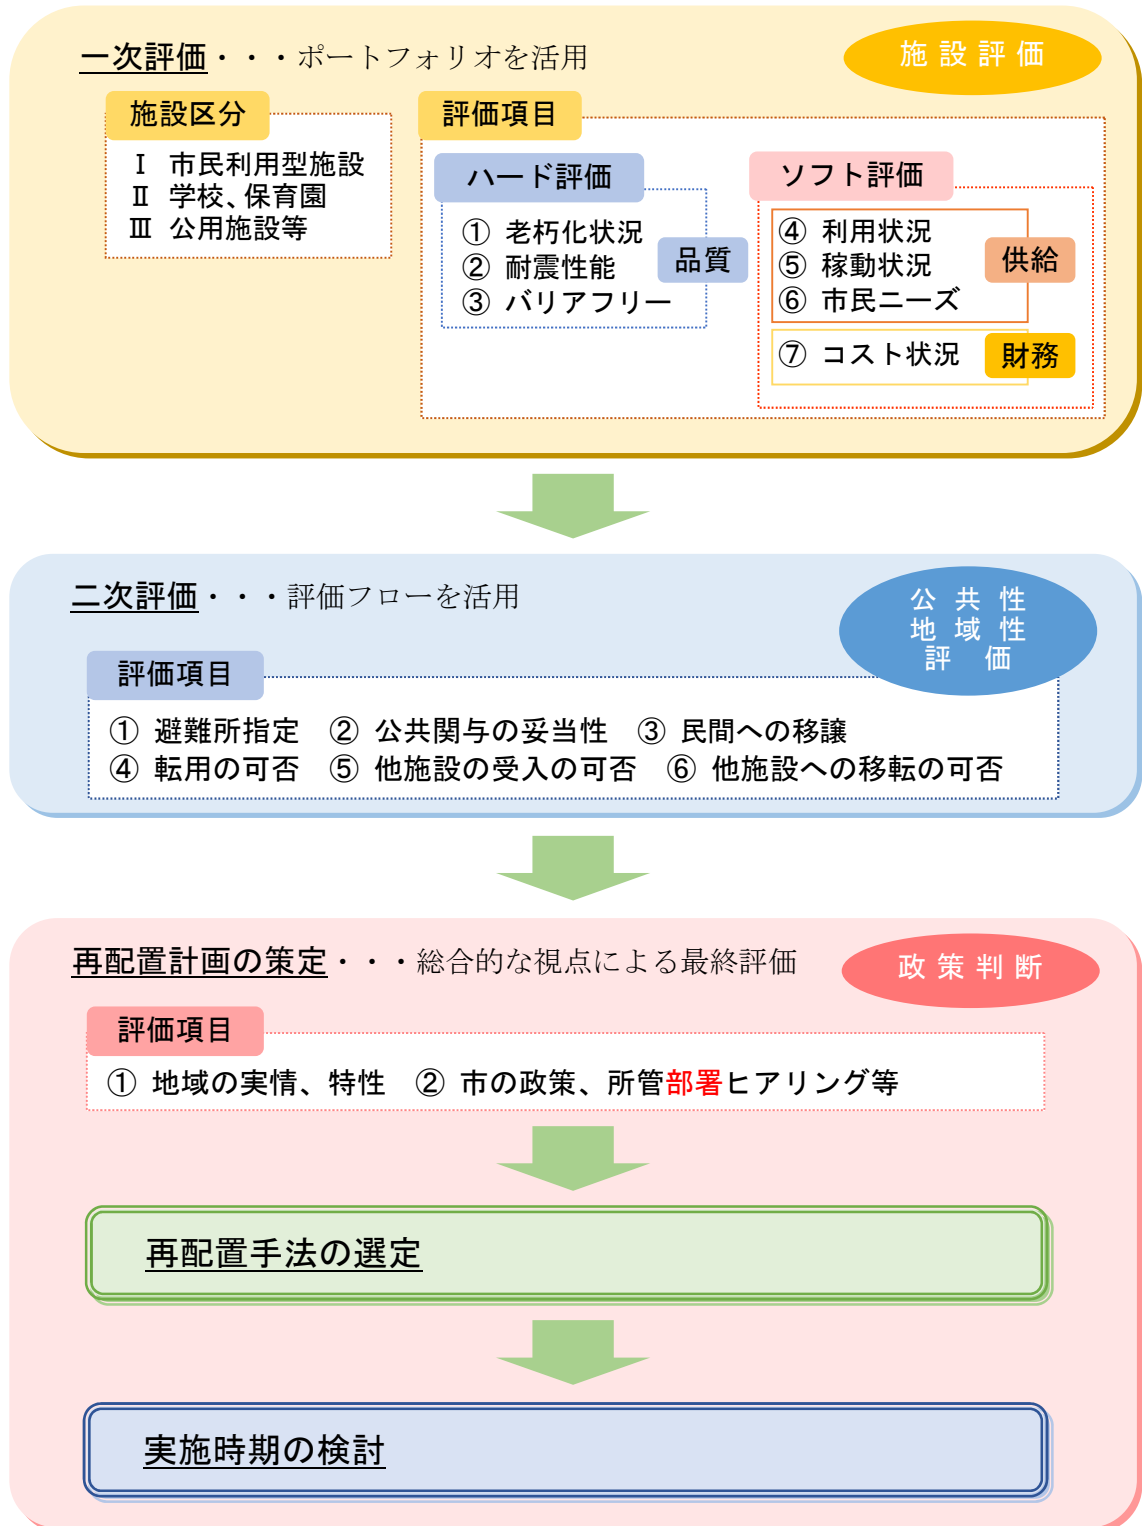 一次評価・・・ポートフォリオを活用
施設評価
施設区分
Ⅰ 市民利用型施設
Ⅱ 学校、保育園
Ⅲ 公用施設等
評価項目
ハード評価
① 老朽化状況
② 耐震性能
③ バリアフリー
品質
ソフト評価
④ 利用状況
⑤ 稼動状況
⑥ 市民ニーズ
供給
⑦ コスト状況
財務
二次評価・・・評価フローを活用
公共性
地域性
評価
評価項目
① 避難所指定 ② 公共関与の妥当性 ③ 民間への移譲
④ 転用の可否 ⑤ 他施設の受入の可否 ⑥ 他施設への移転の可否
再配置計画の策定・・・総合的な視点による最終評価
政策判断
評価項目
① 地域の実情、特性 ② 市の政策、所管部署ヒアリング等
再配置手法の選定
実施時期の検討